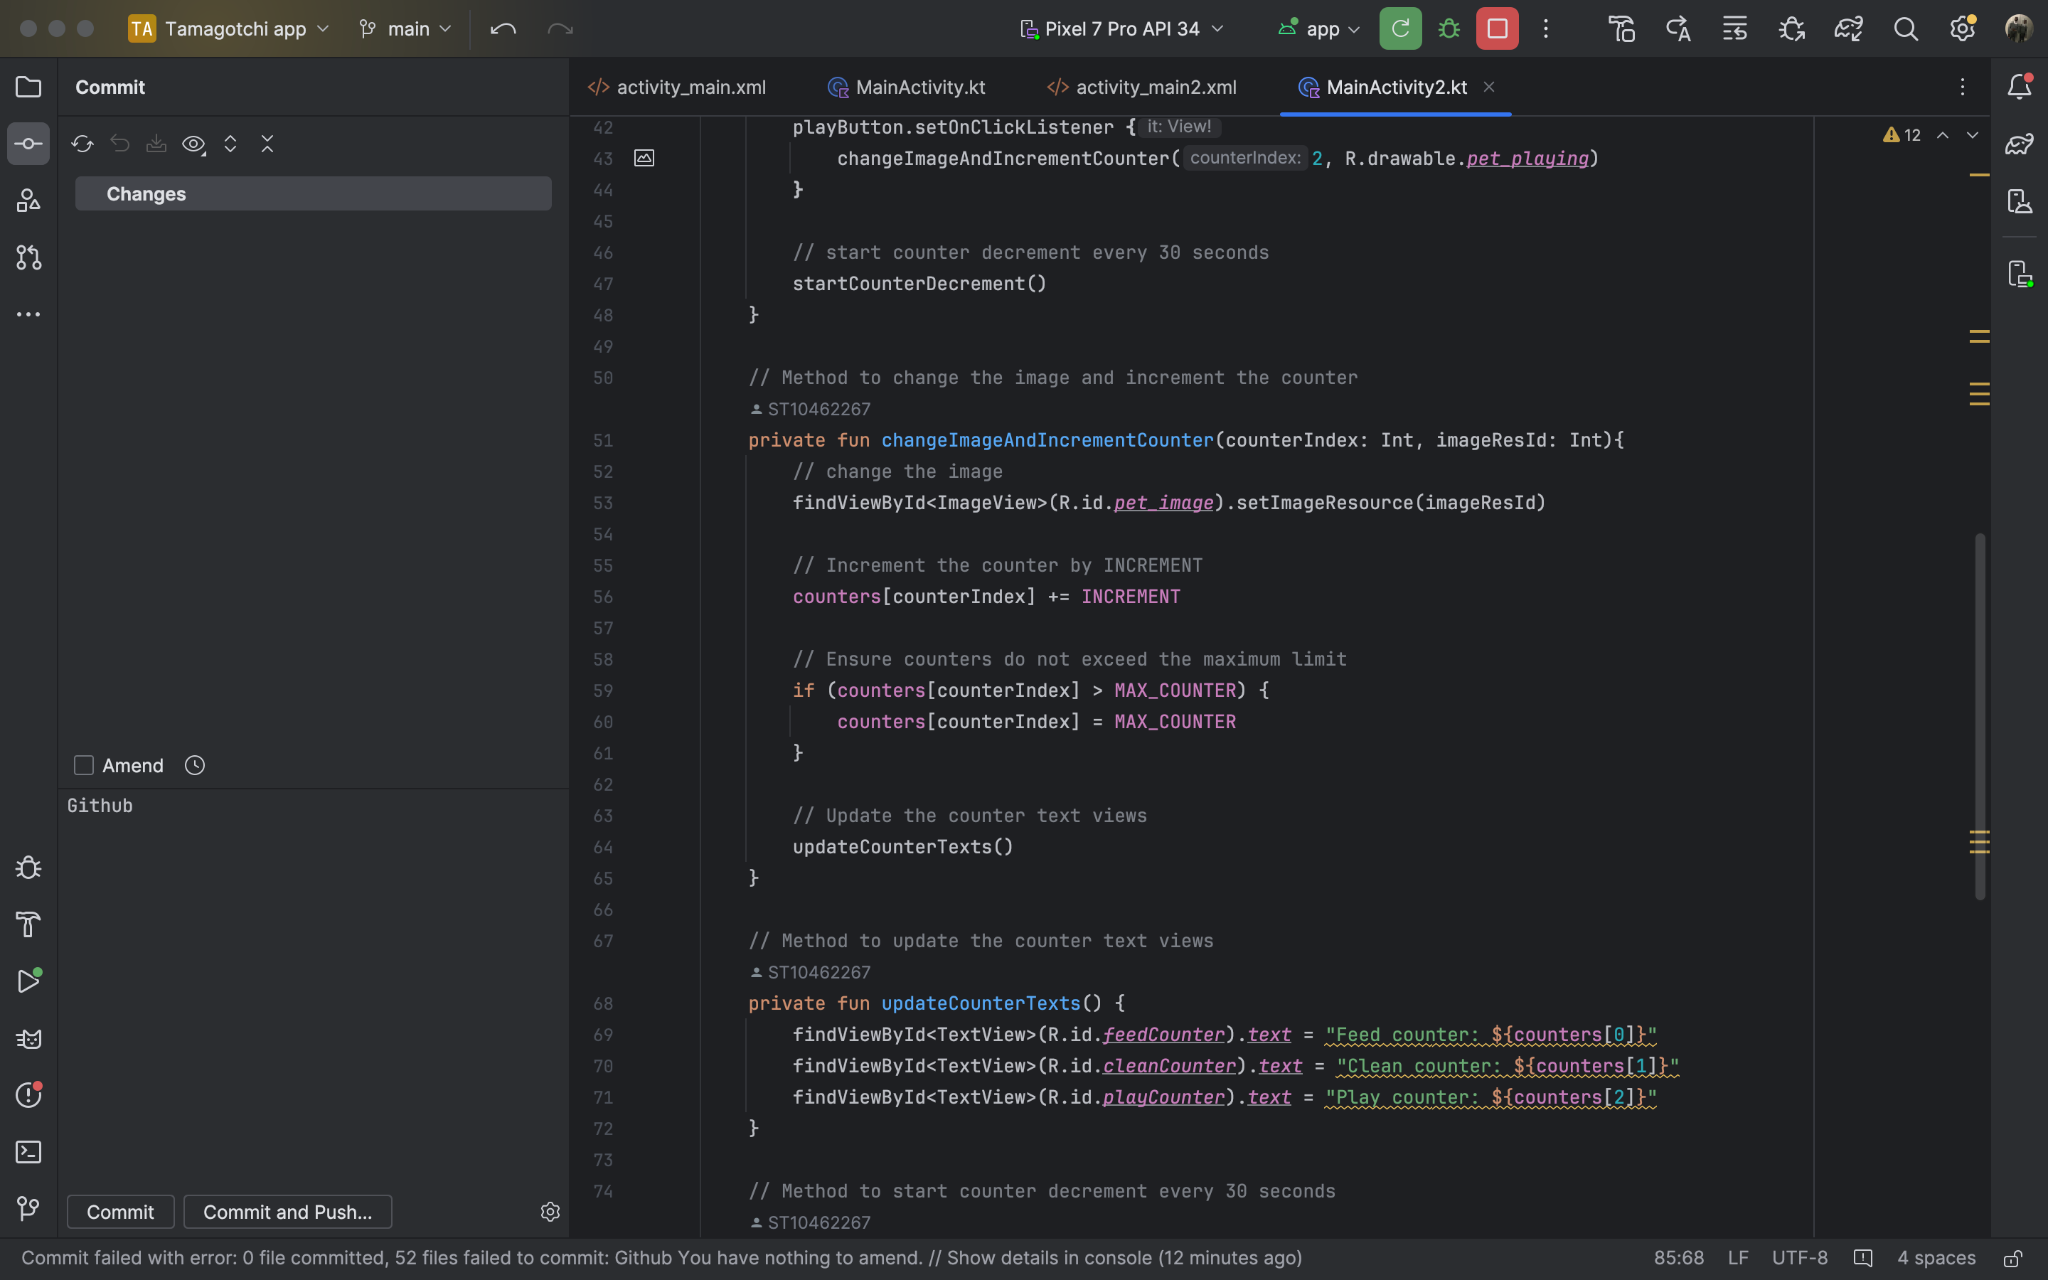 TA Tamagotchi app main Pixel 7 Pro API 34 app
Commit
activity_main.xml MainActivity.kt activity_main2.xml MainActivity2.kt
Changes
12
42 playButton.setOnClickListener { it: View!
43 changeImageAndIncrementCounter( counterIndex: 2, R.drawable.pet_playing)
44 }
45
46 // start counter decrement every 30 seconds
47 startCounterDecrement()
48 }
49
50 // Method to change the image and increment the counter
ST10462267
51 private fun changeImageAndIncrementCounter(counterIndex: Int, imageResId: Int){
52 // change the image
53 findViewById<ImageView>(R.id.pet_image).setImageResource(imageResId)
54
55 // Increment the counter by INCREMENT
56 counters[counterIndex] += INCREMENT
57
58 // Ensure counters do not exceed the maximum limit
59 if (counters[counterIndex] > MAX_COUNTER) {
60 counters[counterIndex] = MAX_COUNTER
61 }
62
63 // Update the counter text views
64 updateCounterTexts()
65 }
66
67 // Method to update the counter text views
ST10462267
68 private fun updateCounterTexts() {
69 findViewById<TextView>(R.id.feedCounter).text = "Feed counter: ${counters[0]}"
70 findViewById<TextView>(R.id.cleanCounter).text = "Clean counter: ${counters[1]}"
71 findViewById<TextView>(R.id.playCounter).text = "Play counter: ${counters[2]}"
72 }
73
74 // Method to start counter decrement every 30 seconds
ST10462267
Amend
Github
Commit Commit and Push...
Commit failed with error: 0 file committed, 52 files failed to commit: Github You have nothing to amend. // Show details in console (12 minutes ago) 85:68 LF UTF-8 4 spaces